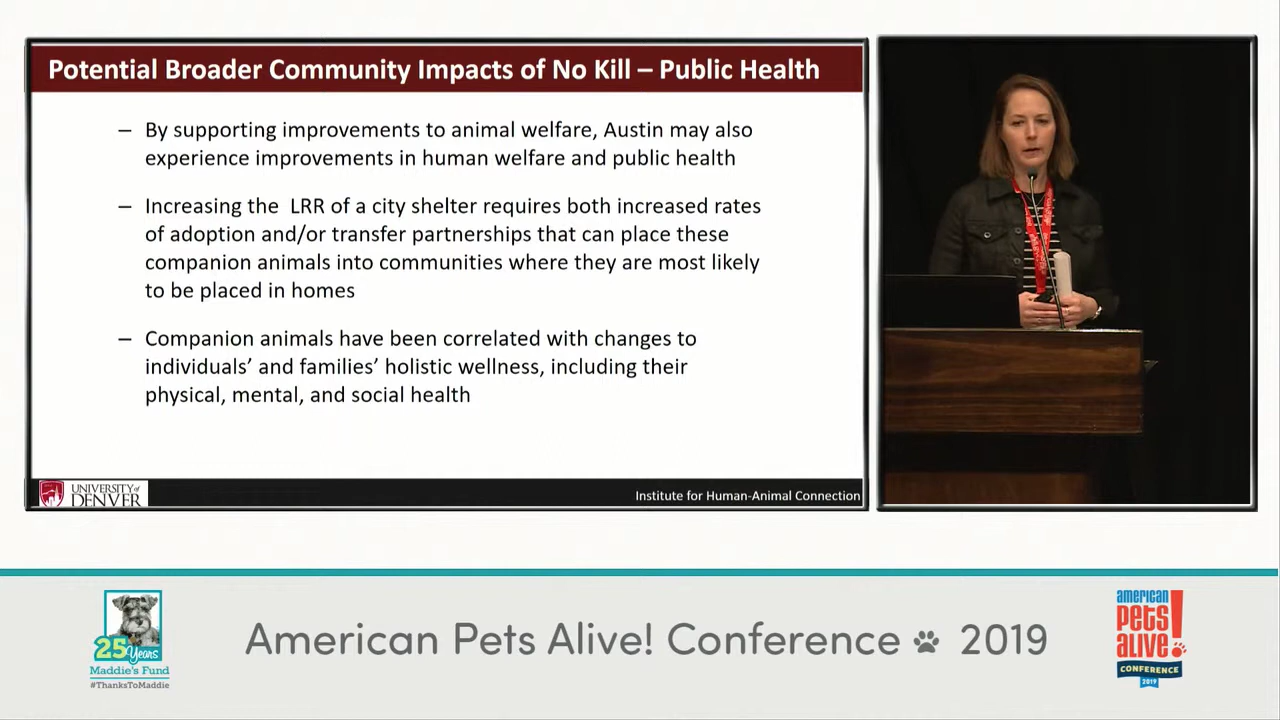 Potential Broader Community Impacts of No Kill – Public Health
– By supporting improvements to animal welfare, Austin may also
experience improvements in human welfare and public health
– Increasing the LRR of a city shelter requires both increased rates
of adoption and/or transfer partnerships that can place these
companion animals into communities where they are most likely
to be placed in homes
– Companion animals have been correlated with changes to
individuals’ and families’ holistic wellness, including their
physical, mental, and social health
UNIVERSITY OF
DENVER
Institute for Human-Animal Connection
25 Years
Maddie's Fund
#ThanksToMaddie
American Pets Alive! Conference 2019
american
pets
alive!
CONFERENCE
2019